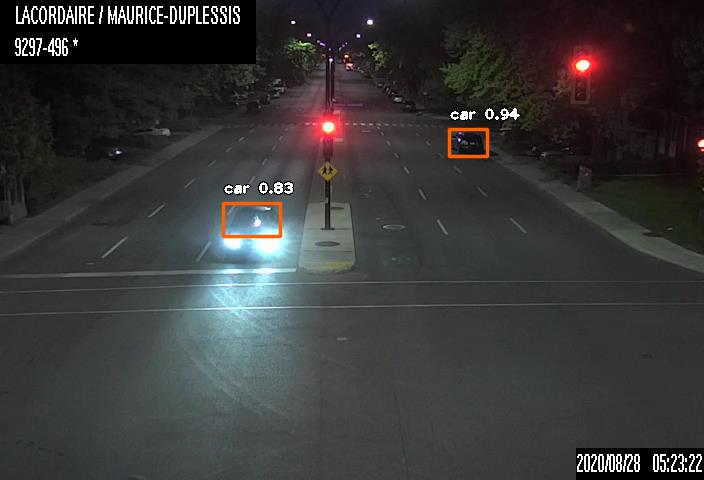 LACORDAIRE / MAURICE-DUPLESSIS
9297-496 *
car 0.94
car 0.83
2020/08/28 05:23:22